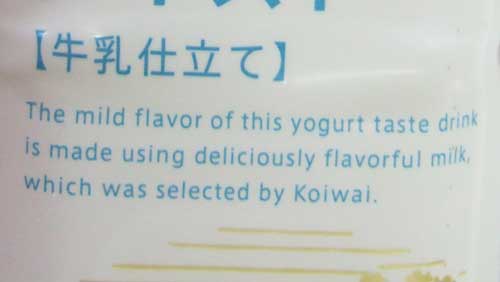 【牛乳仕立て】
The mild flavor of this yogurt taste drink
is made using deliciously flavorful milk,
which was selected by Koiwai.